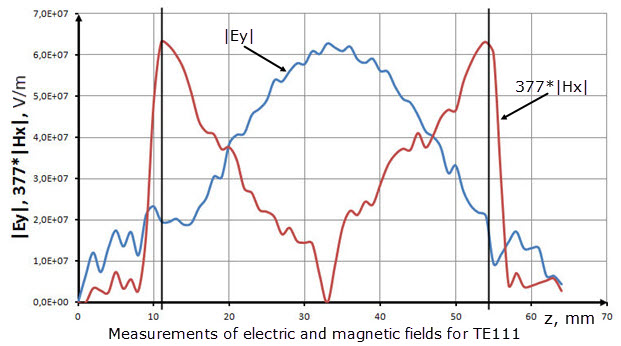 |Ey|, 377*|Hx|, V/m
7,0E+07
6,0E+07
5,0E+07
4,0E+07
3,0E+07
2,0E+07
1,0E+07
0,0E+00
|Ey|
377*|Hx|
0 10 20 30 40 50 60 70
z, mm
Measurements of electric and magnetic fields for TE111